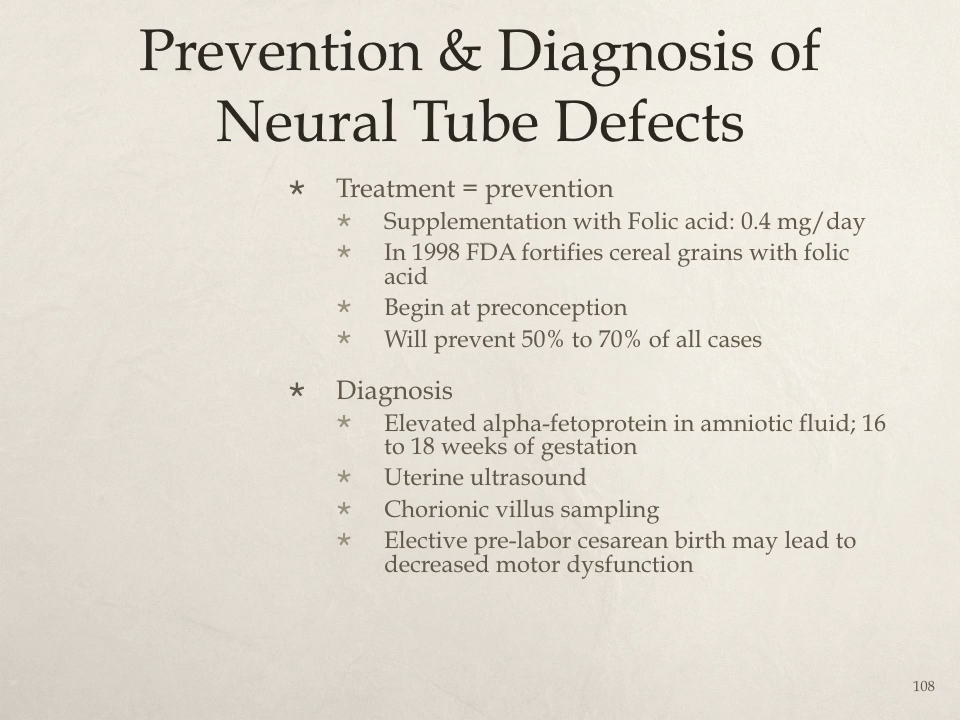 Prevention & Diagnosis of
Neural Tube Defects
* Treatment = prevention
* Supplementation with Folic acid: 0.4 mg/day
* In 1998 FDA fortifies cereal grains with folic
acid
* Begin at preconception
* Will prevent 50% to 70% of all cases
* Diagnosis
* Elevated alpha-fetoprotein in amniotic fluid; 16
to 18 weeks of gestation
* Uterine ultrasound
* Chorionic villus sampling
* Elective pre-labor cesarean birth may lead to
decreased motor dysfunction
108